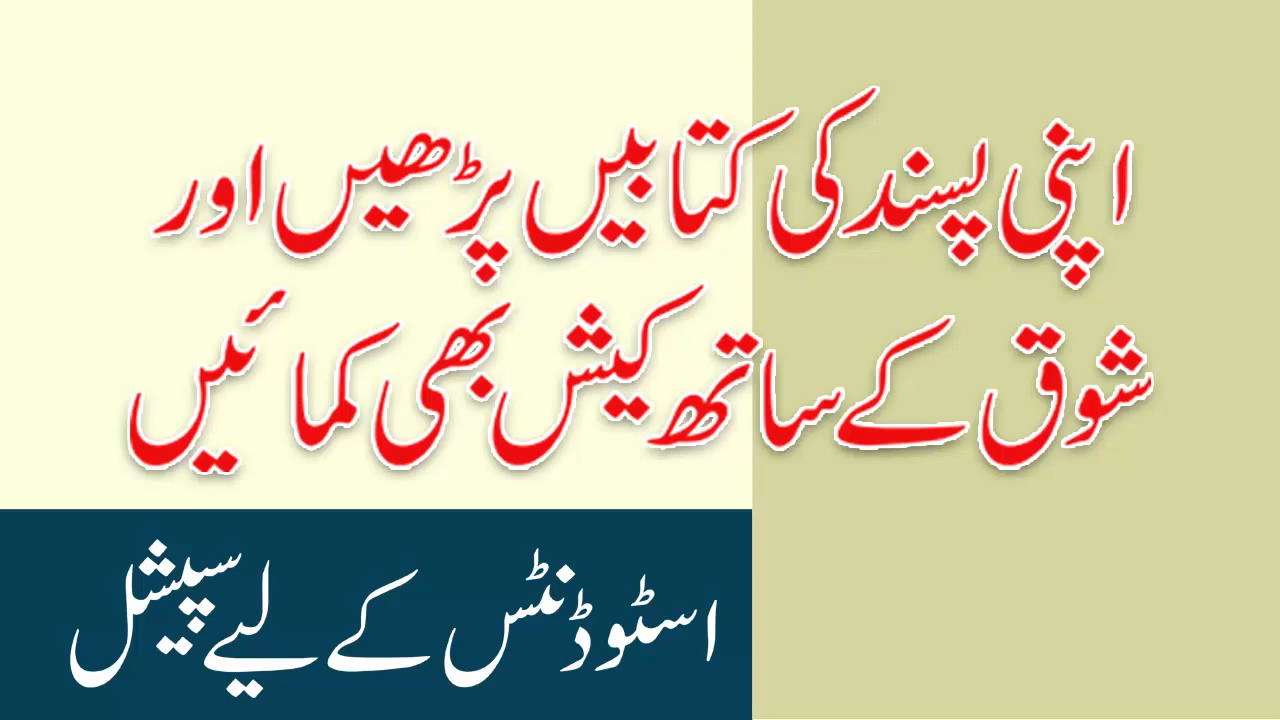 اپنی پسند کی کتابیں پڑھیں اور
شوق کے ساتھ کیش بھی کمائیں
اسٹوڈنٹس کے لیے سپیشل